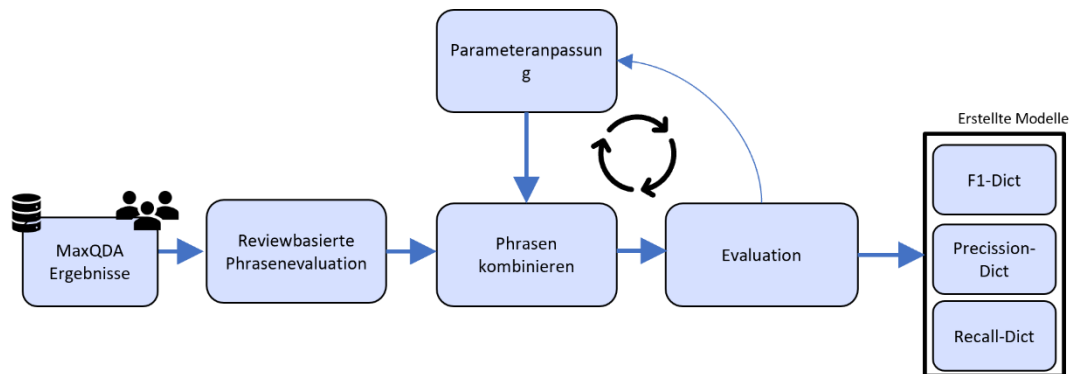 Parameteranpassun
g
Erstellte Modelle
F1-Dict
MaxQDA
Ergebnisse
Reviewbasierte
Phrasenevaluation
Phrasen
kombinieren
Evaluation
Precission-
Dict
Recall-Dict